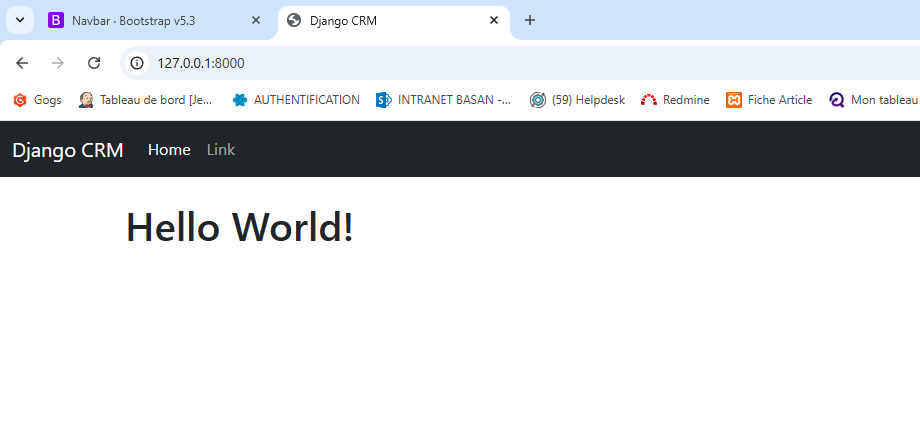 Navbar · Bootstrap v5.3
Django CRM
127.0.0.1:8000
Gogs Tableau de bord [Je... AUTHENTIFICATION INTRANET BASAN -... (59) Helpdesk Redmine Fiche Article Mon tableau
Django CRM Home Link
Hello World!